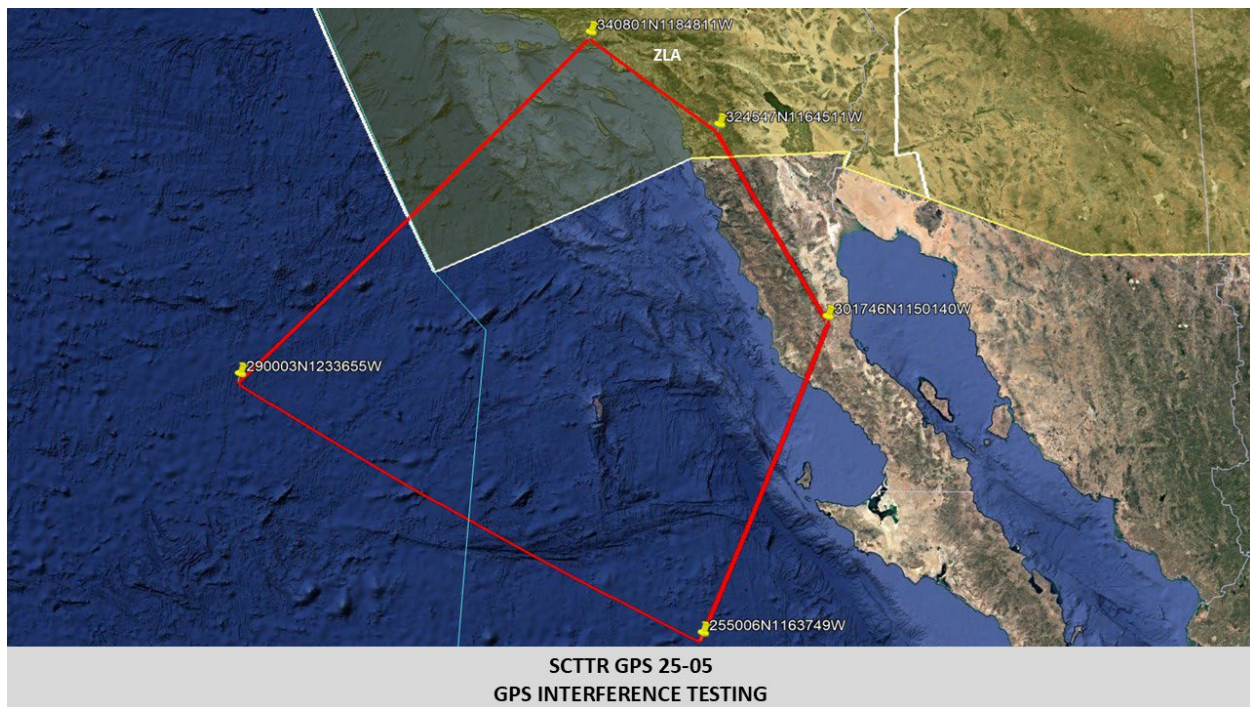 340801N1184811W
ZLA
324547N1164511W
301746N1150140W
290003N1233655W
255006N1163749W
SCTTR GPS 25-05
GPS INTERFERENCE TESTING